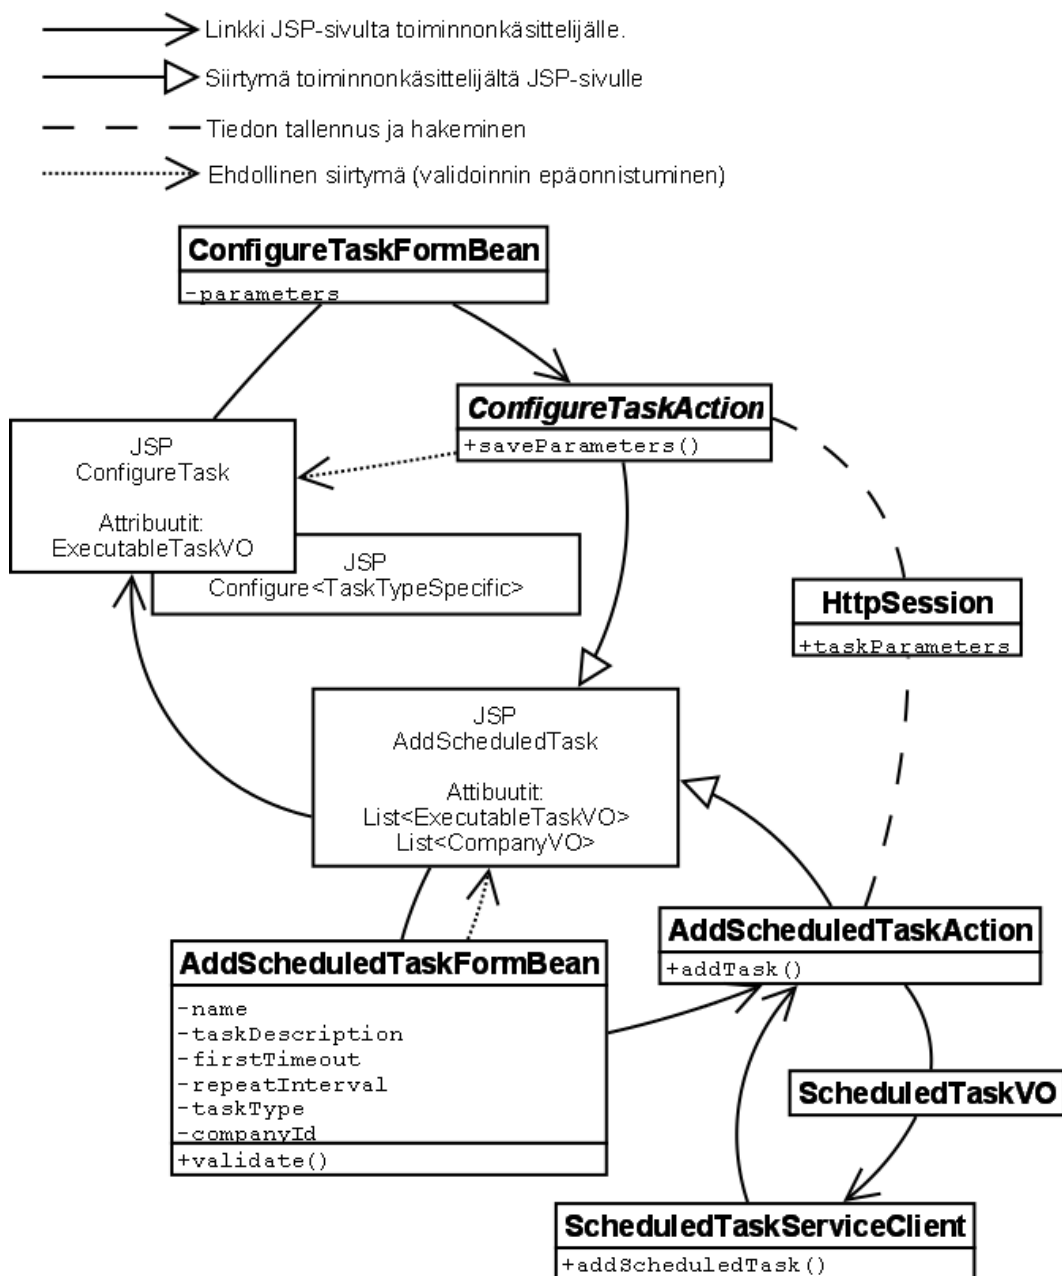 Linkki JSP-sivulta toiminnonkäsittelijälle.
Siirtymä toiminnonkäsittelijältä JSP-sivulle
Tiedon tallennus ja hakeminen
Ehdollinen siirtymä (validoinnin epäonnistuminen)
ConfigureTaskFormBean
-parameters
ConfigureTaskAction
+saveParameters()
JSP
ConfigureTask
Attribuutit:
ExecutableTaskVO
JSP
Configure<TaskTypeSpecific>
HttpSession
+taskParameters
JSP
AddScheduledTask
Attibuutit:
List<ExecutableTaskVO>
List<CompanyVO>
AddScheduledTaskAction
+addTask()
AddScheduledTaskFormBean
-name
-taskDescription
-firstTimeout
-repeatInterval
-taskType
-companyId
+validate()
ScheduledTaskVO
ScheduledTaskServiceClient
+addScheduledTask()